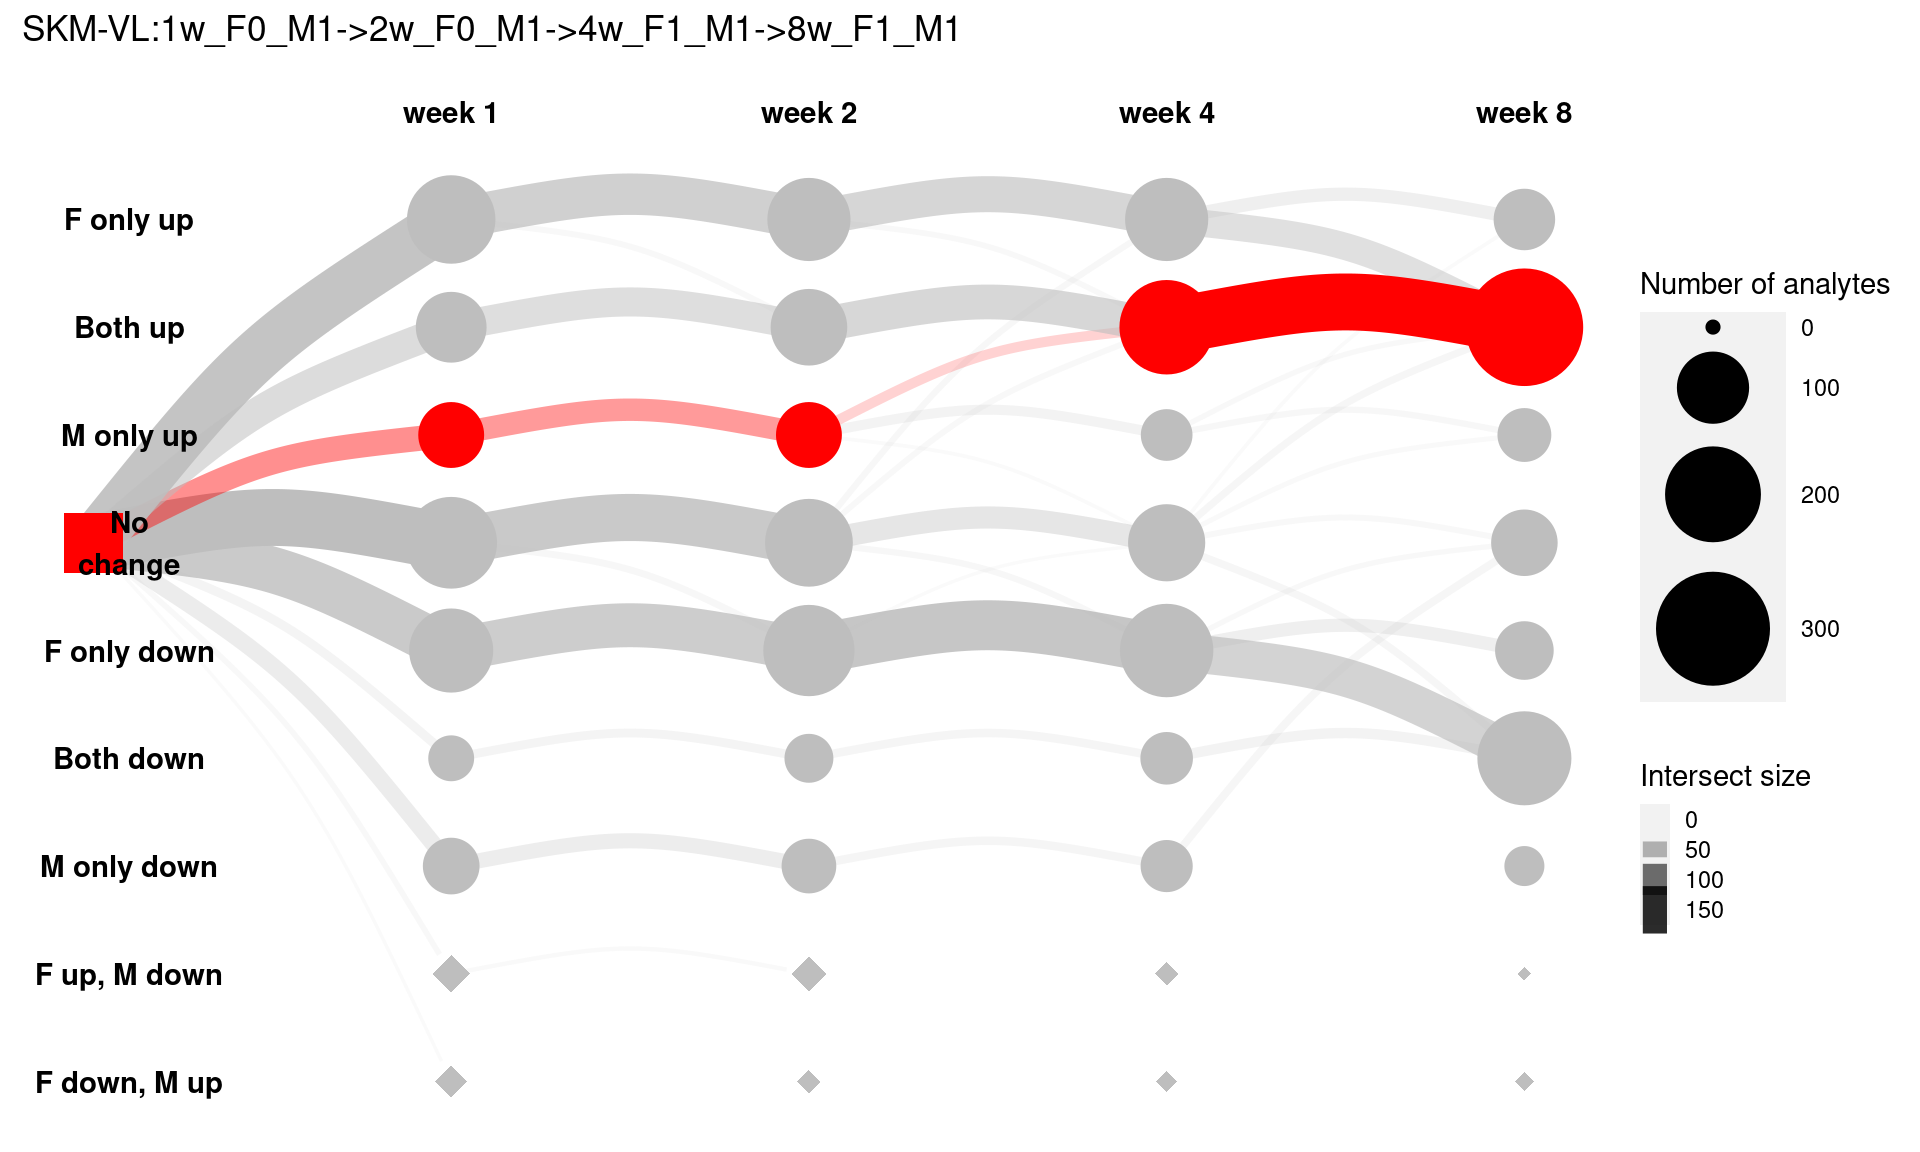 SKM-VL:1w_F0_M1->2w_F0_M1->4w_F1_M1->8w_F1_M1
week 1
week 2
week 4
week 8
F only up
Both up
M only up
No
change
F only down
Both down
M only down
F up, M down
F down, M up
Number of analytes
0
100
200
300
Intersect size
0
50
100
150